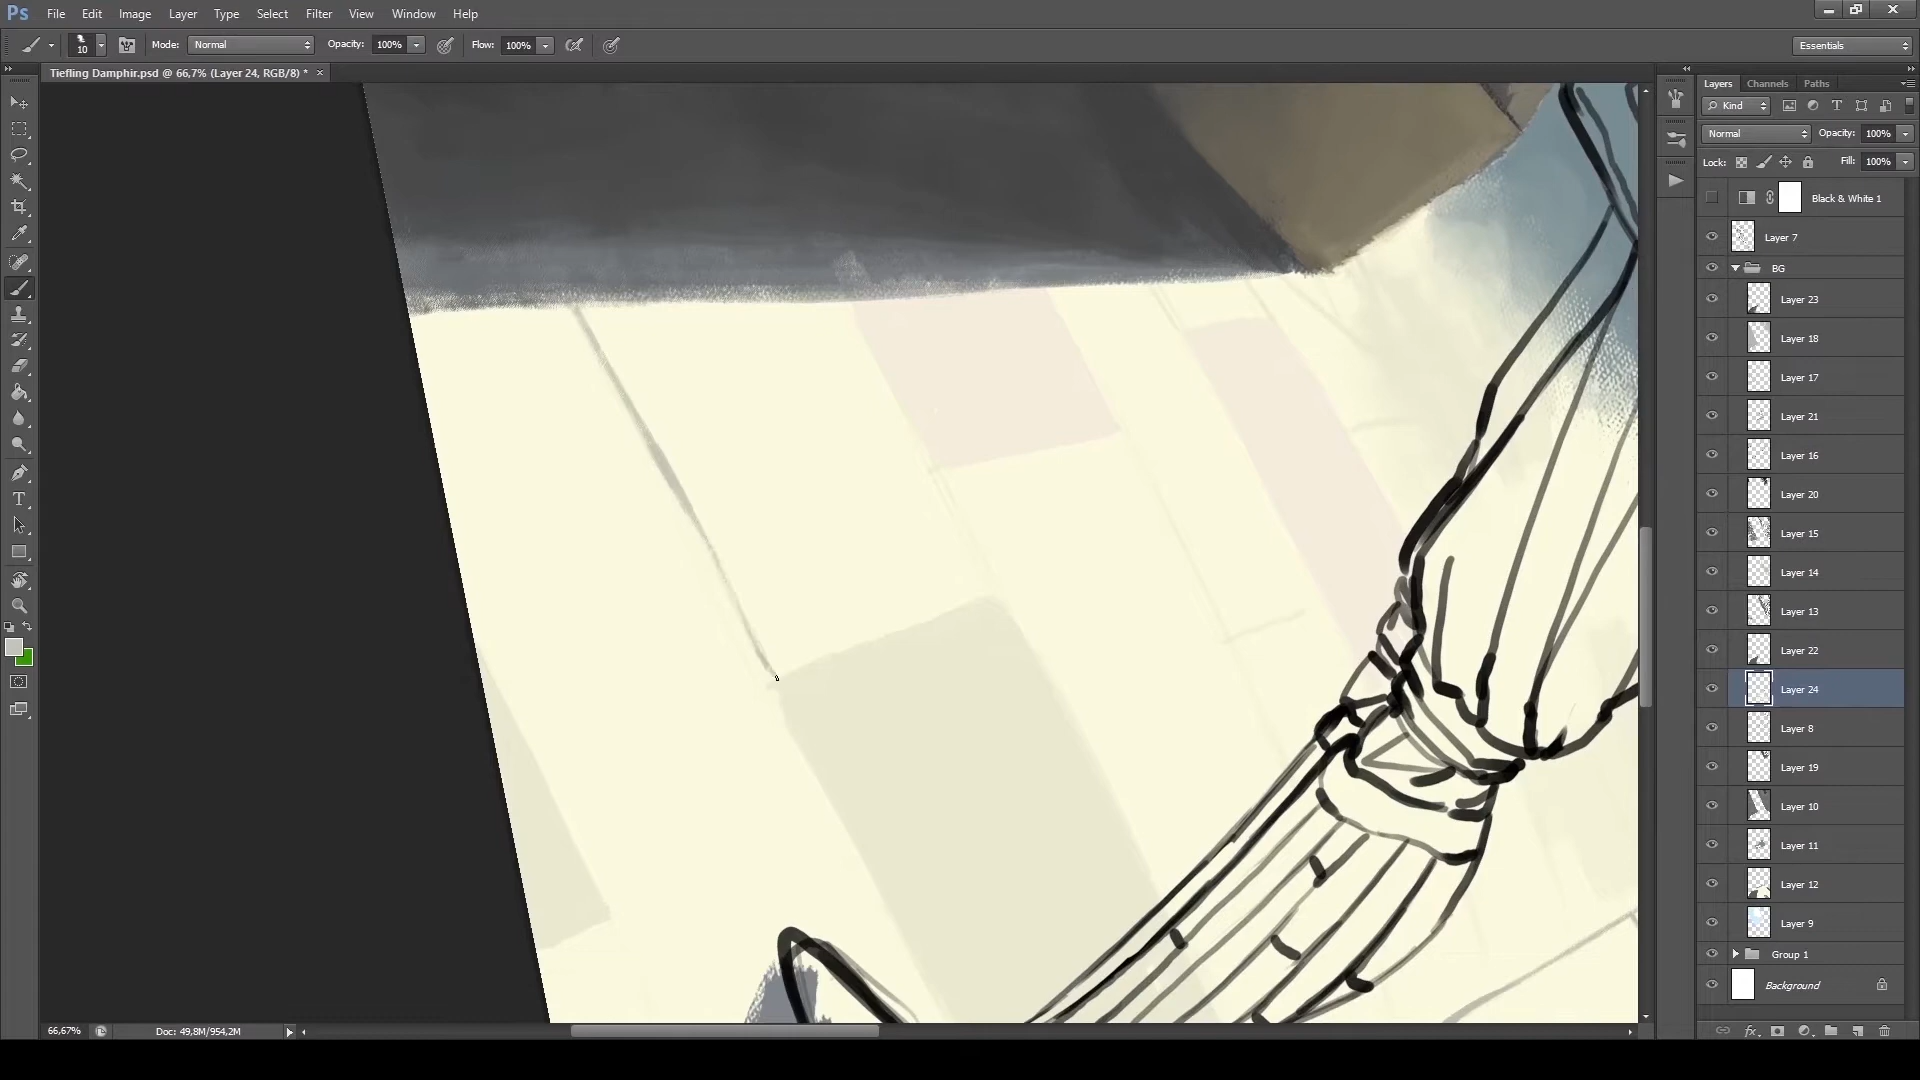 Ps File Edit Image Layer Type Select Filter View Window Help
10 Mode: Normal Opacity: 100% Flow: 100% Essentials
Tiefling Damphir.psd @ 66,7% (Layer 24, RGB/8) * ×
Layers Channels Paths
Kind
Normal Opacity: 100%
Lock: Fill: 100%
Black & White 1
Layer 7
BG
Layer 23
Layer 18
Layer 17
Layer 21
Layer 16
Layer 20
Layer 15
Layer 14
Layer 13
Layer 22
Layer 24
Layer 8
Layer 19
Layer 10
Layer 11
Layer 12
Layer 9
Group 1
Background
66,67% Doc: 49,8M/954,2M